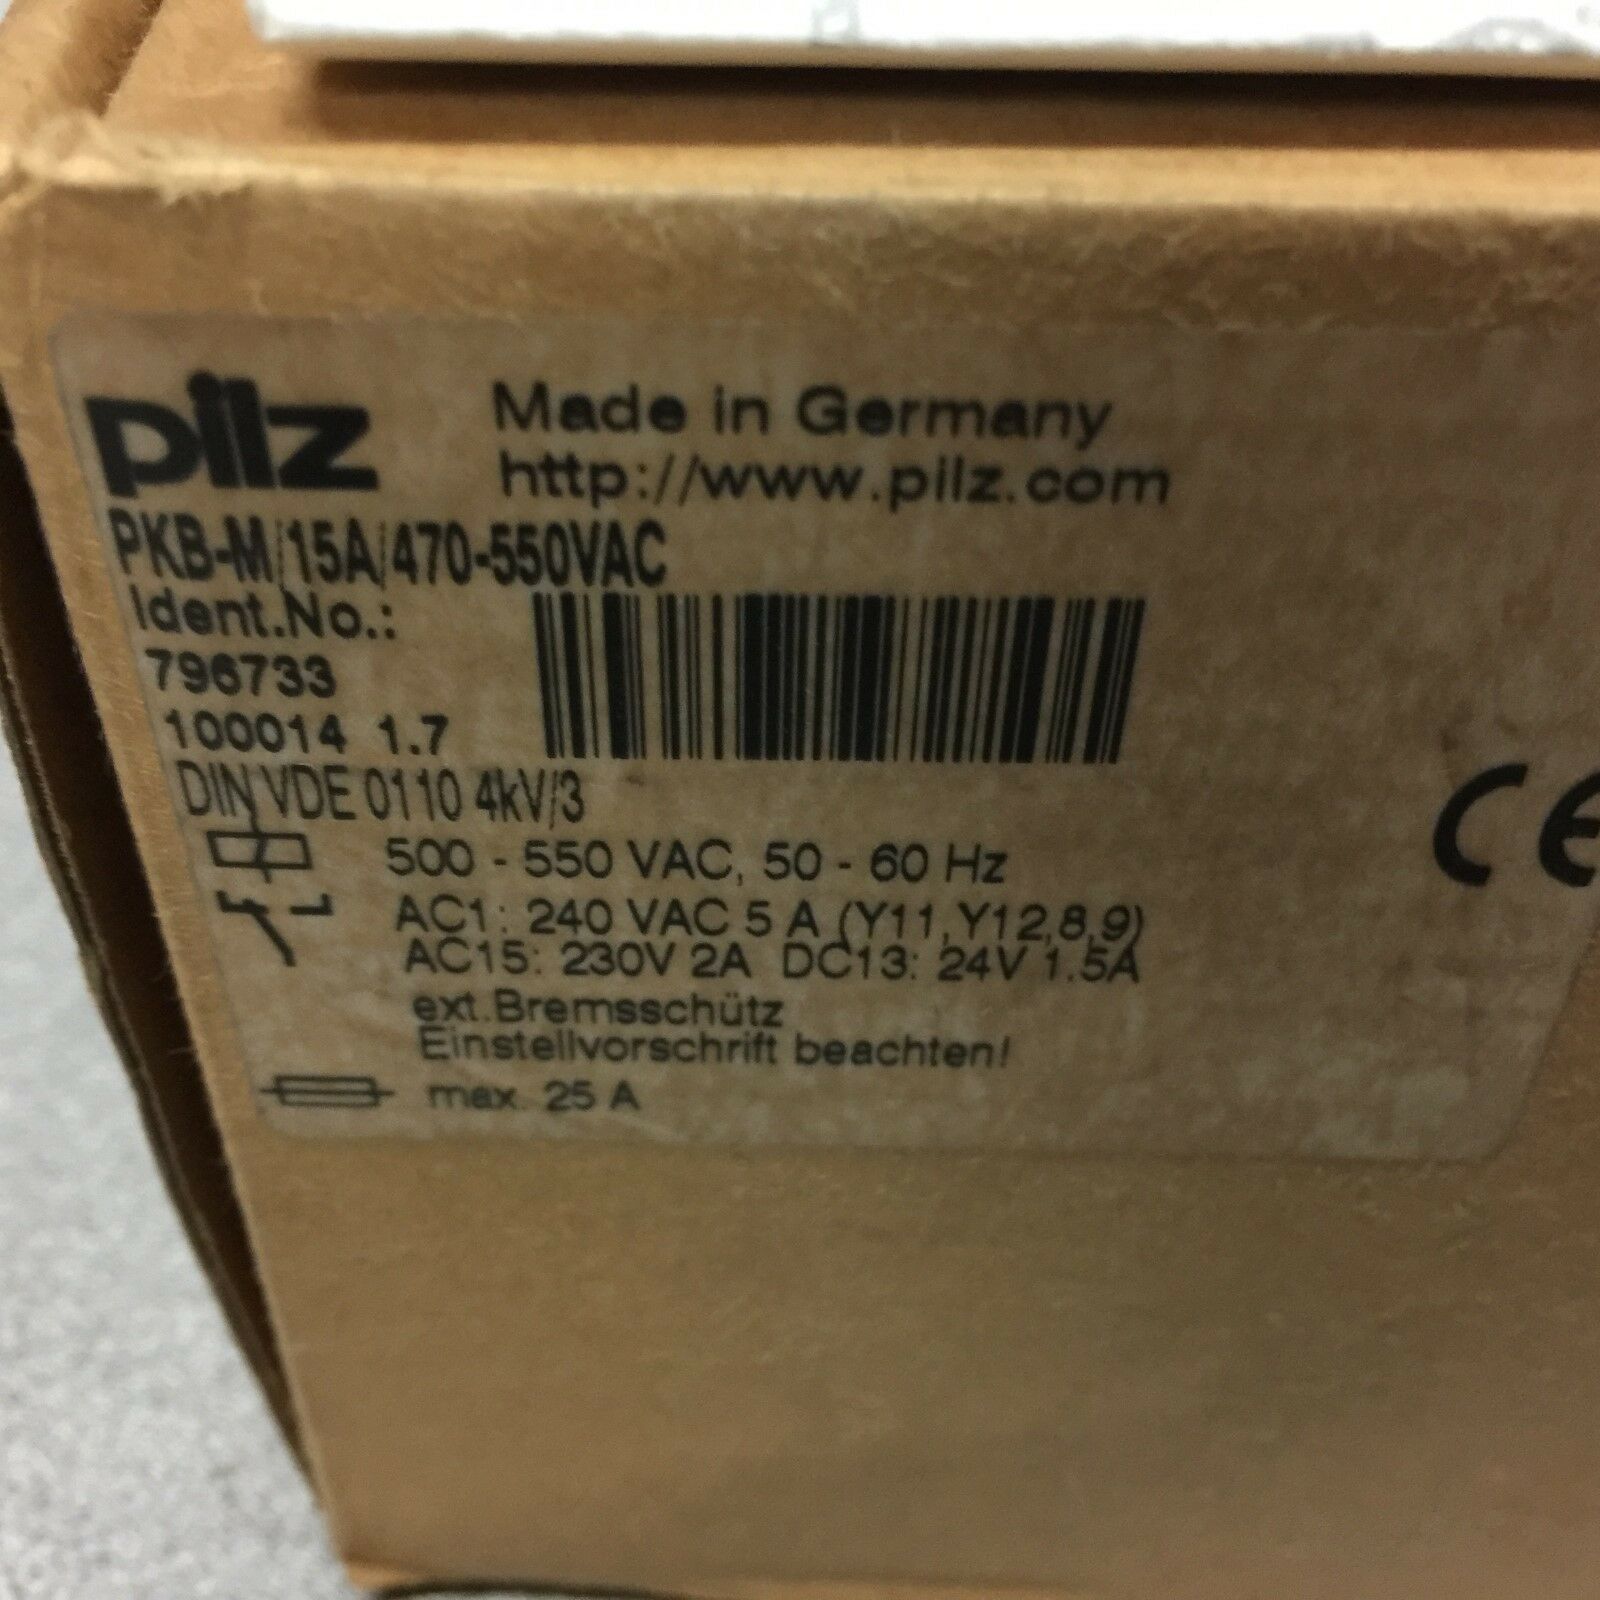 pilz
Made in Germany
http://www.pilz.com
PKB-M/15A/470-550VAC
Ident.No.:
796733
100014 1.7
DIN VDE 0110 4kV/3
500 - 550 VAC, 50 - 60 Hz
AC1: 240 VAC 5 A (Y11,Y12,8,9)
AC15: 230V 2A DC13: 24V 1.5A
ext.Bremsschütz
Einstellvorschrift beachten!
max. 25 A
CE